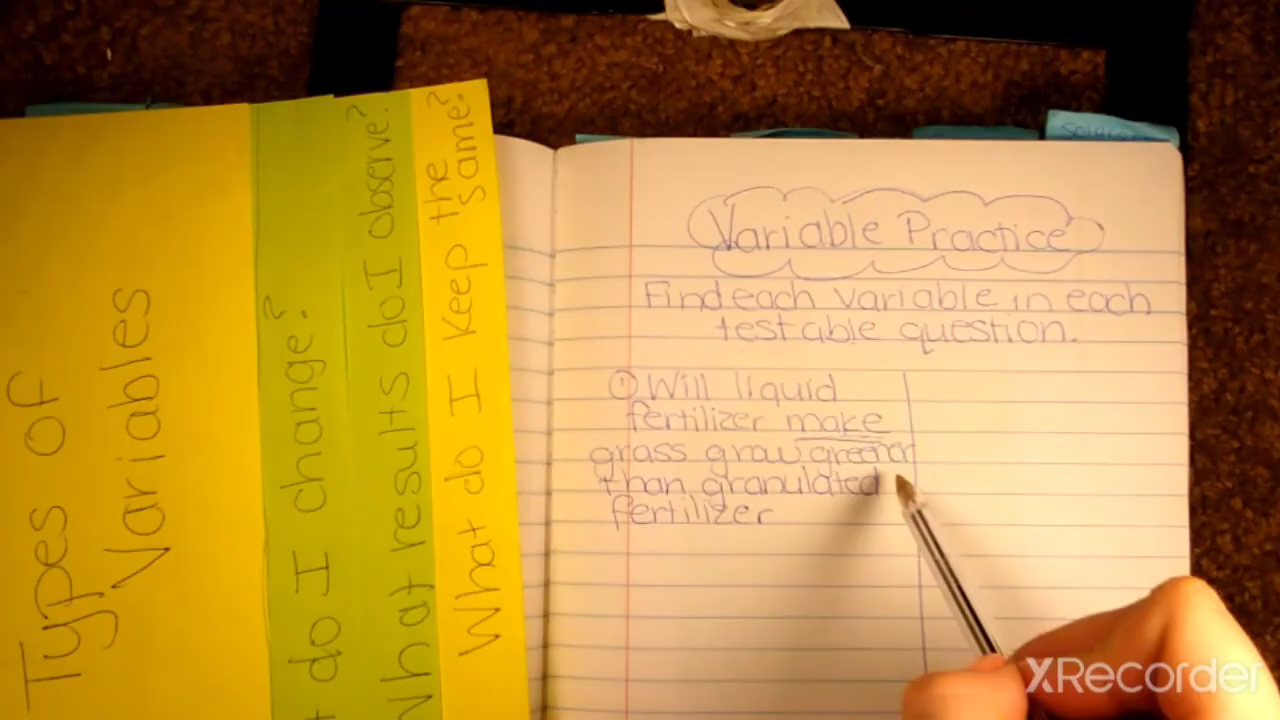 Types of
Variables
t do I change?
What results do I observe?
What do I keep the
same?
Variable Practice
Find each variable in each
testable question.
① Will liquid
fertilizer make
grass grow greener
than granulated
fertilizer
XRecorder